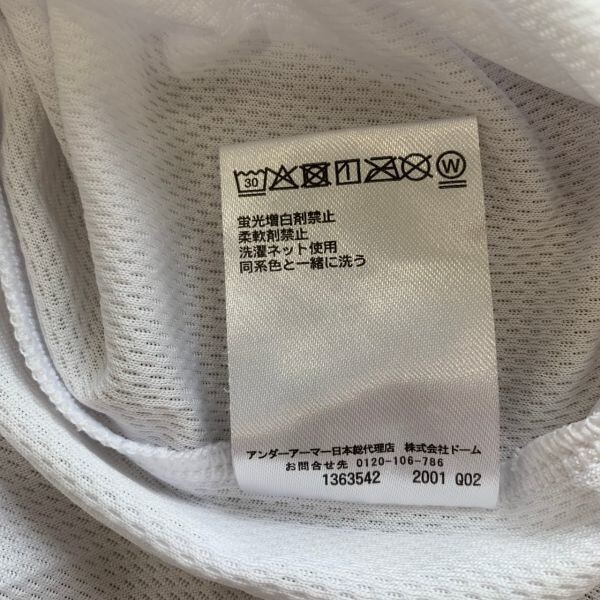 30 W
蛍光増白剤禁止
柔軟剤禁止
洗濯ネット使用
同系色と一緒に洗う
アンダーアーマー日本総代理店 株式会社ドーム
お問合せ先 0120-106-786
1363542 2001 Q02